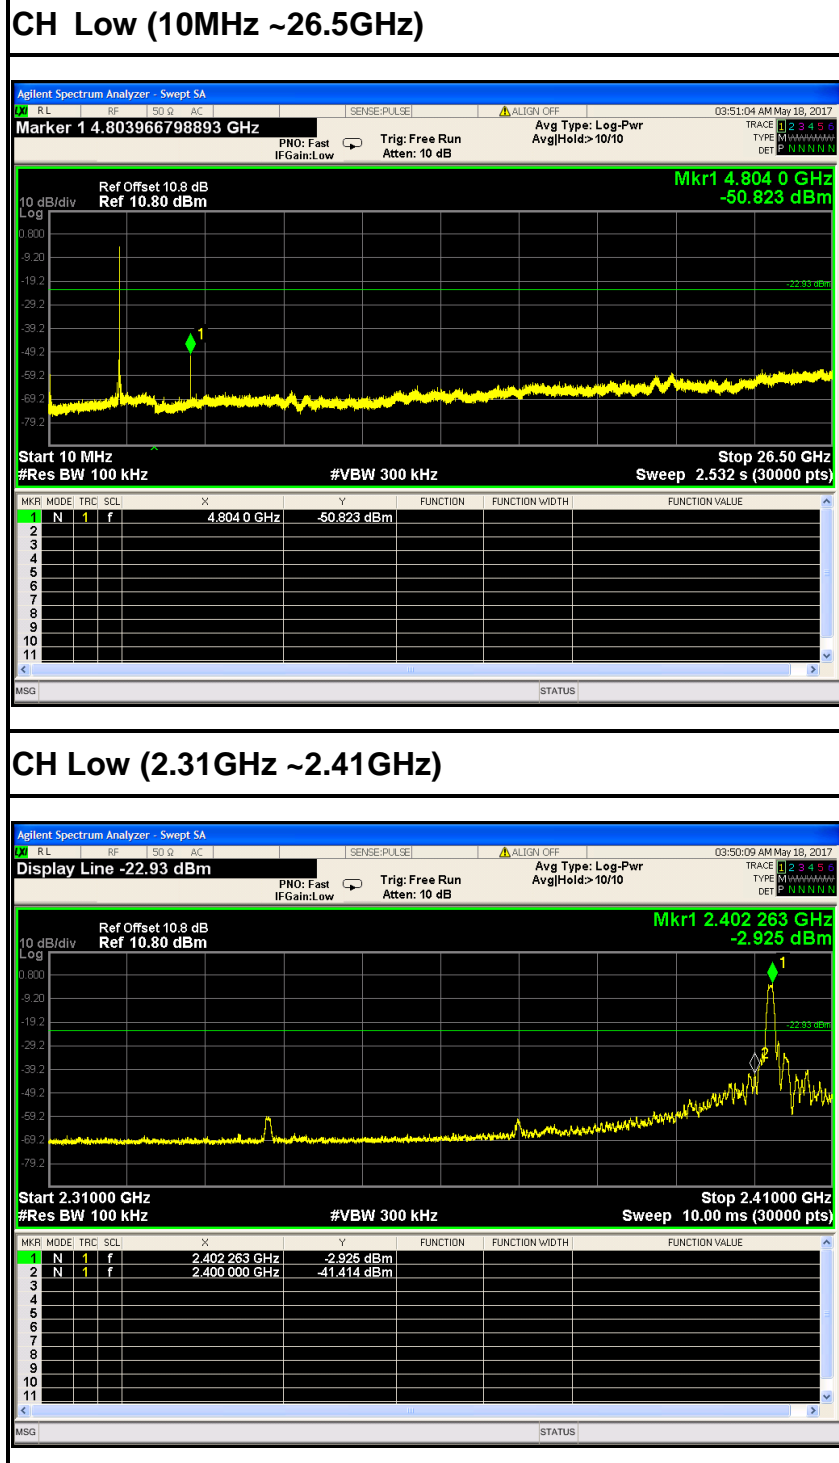 CH Low (10MHz ~26.5GHz)
Agilent Spectrum Analyzer - Swept SA
LXI RL RF 50 Ω AC SENSE:PULSE ALIGN OFF 03:51:04 AM May 18, 2017
Marker 1 4.803966798893 GHz
PNO: Fast
IFGain:Low
Trig: Free Run
Atten: 10 dB
Avg Type: Log-Pwr
Avg|Hold:>10/10
TRACE 1 2 3 4 5 6
TYPE M
DET P N N N N N
Mkr1 4.804 0 GHz
-50.823 dBm
Ref Offset 10.8 dB
10 dB/div Ref 10.80 dBm
Log
0.800
-9.20
-19.2
-22.93 dBm
-29.2
-39.2
1
-49.2
-59.2
-69.2
-79.2
Start 10 MHz Stop 26.50 GHz
#Res BW 100 kHz #VBW 300 kHz Sweep 2.532 s (30000 pts)
MKR MODE TRC SCL X Y FUNCTION FUNCTION WIDTH FUNCTION VALUE
1 N 1 f 4.804 0 GHz -50.823 dBm
2
3
4
5
6
7
8
9
10
11
MSG STATUS
CH Low (2.31GHz ~2.41GHz)
Agilent Spectrum Analyzer - Swept SA
LXI RL RF 50 Ω AC SENSE:PULSE ALIGN OFF 03:50:09 AM May 18, 2017
Display Line -22.93 dBm
PNO: Fast
IFGain:Low
Trig: Free Run
Atten: 10 dB
Avg Type: Log-Pwr
Avg|Hold:>10/10
TRACE 1 2 3 4 5 6
TYPE M
DET P N N N N N
Mkr1 2.402 263 GHz
-2.925 dBm
Ref Offset 10.8 dB
10 dB/div Ref 10.80 dBm
Log
1
0.800
-9.20
-19.2
-22.93 dBm
-29.2
2
-39.2
-49.2
-59.2
-69.2
-79.2
Start 2.31000 GHz Stop 2.41000 GHz
#Res BW 100 kHz #VBW 300 kHz Sweep 10.00 ms (30000 pts)
MKR MODE TRC SCL X Y FUNCTION FUNCTION WIDTH FUNCTION VALUE
1 N 1 f 2.402 263 GHz -2.925 dBm
2 N 1 f 2.400 000 GHz -41.414 dBm
3
4
5
6
7
8
9
10
11
MSG STATUS